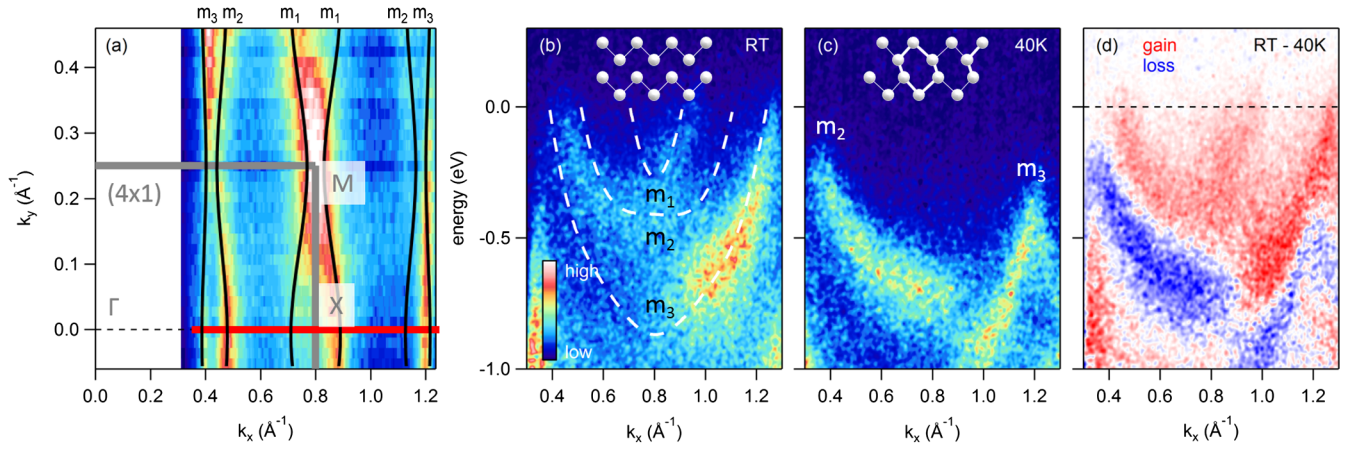 m₃ m₂ m₁ m₁ m₂ m₃
(a)
0.4
0.3
0.2
0.1
0.0
ky (Å⁻¹)
(4x1)
Γ
M
X
0.0 0.2 0.4 0.6 0.8 1.0 1.2
kx (Å⁻¹)
(b) RT
0.0
-0.5
-1.0
energy (eV)
m₁
m₂
m₃
high
low
0.4 0.6 0.8 1.0 1.2
kx (Å⁻¹)
(c) 40K
m₂
m₃
0.4 0.6 0.8 1.0 1.2
kx (Å⁻¹)
(d) gain RT - 40K
loss
0.4 0.6 0.8 1.0 1.2
kx (Å⁻¹)